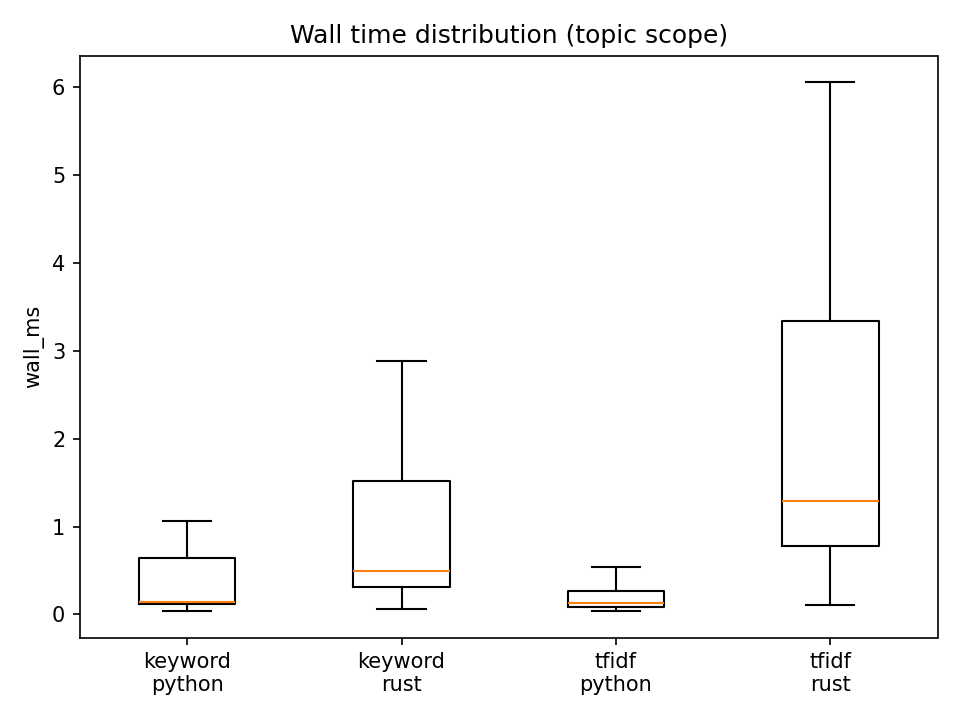 Wall time distribution (topic scope)
wall_ms
6
5
4
3
2
1
0
keyword
python
keyword
rust
tfidf
python
tfidf
rust